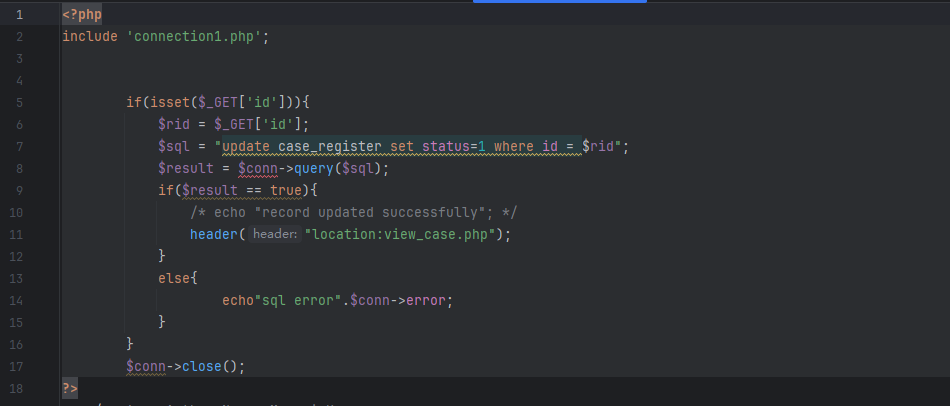 1 <?php
2 include 'connection1.php';
3
4
5 if(isset($_GET['id'])){
6 $rid = $_GET['id'];
7 $sql = "update case_register set status=1 where id = $rid";
8 $result = $conn->query($sql);
9 if($result == true){
10 /* echo "record updated successfully"; */
11 header( header: "location:view_case.php");
12 }
13 else{
14 echo"sql error".$conn->error;
15 }
16 }
17 $conn->close();
18 ?>